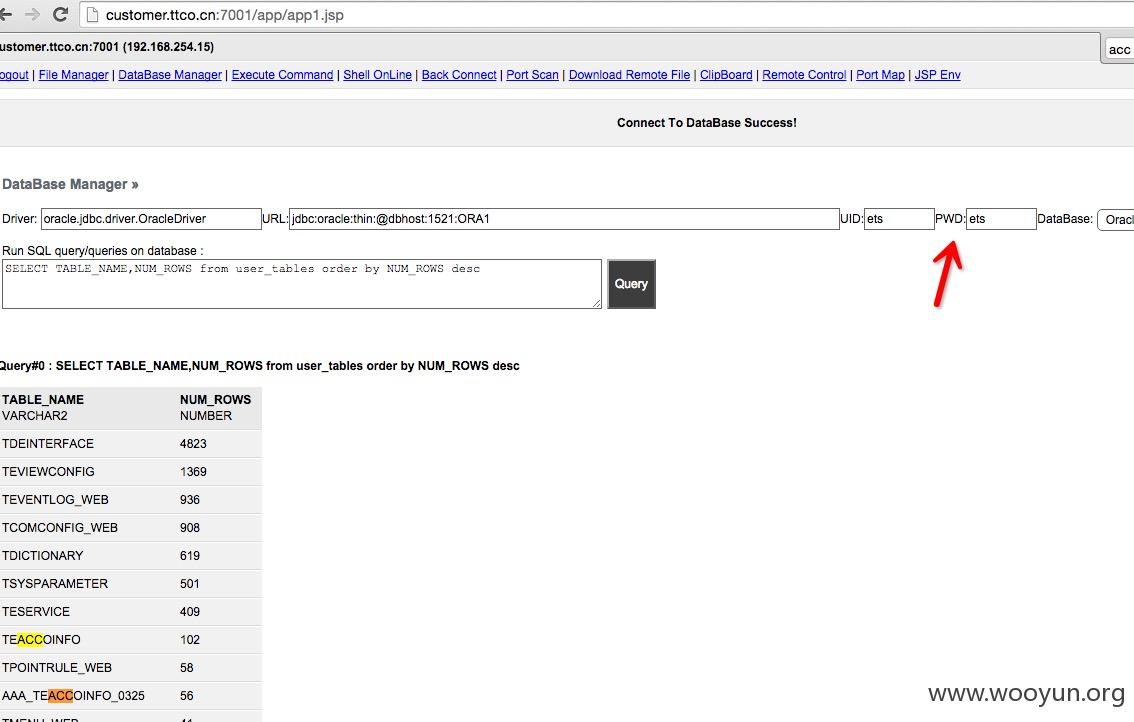 customer.ttco.cn:7001/app/app1.jsp
ustomer.ttco.cn:7001 (192.168.254.15)
acc
ogout | File Manager | DataBase Manager | Execute Command | Shell OnLine | Back Connect | Port Scan | Download Remote File | ClipBoard | Remote Control | Port Map | JSP Env
Connect To DataBase Success!
DataBase Manager »
Driver: oracle.jdbc.driver.OracleDriver URL: jdbc:oracle:thin:@dbhost:1521:ORA1 UID: ets PWD: ets DataBase: Oracl
Run SQL query/queries on database :
SELECT TABLE_NAME,NUM_ROWS from user_tables order by NUM_ROWS desc
Query
Query#0 : SELECT TABLE_NAME,NUM_ROWS from user_tables order by NUM_ROWS desc
TABLE_NAME NUM_ROWS
VARCHAR2 NUMBER
TDEINTERFACE 4823
TEVIEWCONFIG 1369
TEVENTLOG_WEB 936
TCOMCONFIG_WEB 908
TDICTIONARY 619
TSYSPARAMETER 501
TESERVICE 409
TEACCOINFO 102
TPOINTRULE_WEB 58
AAA_TEACCOINFO_0325 56
TMENU_WEB 41
www.wooyun.org